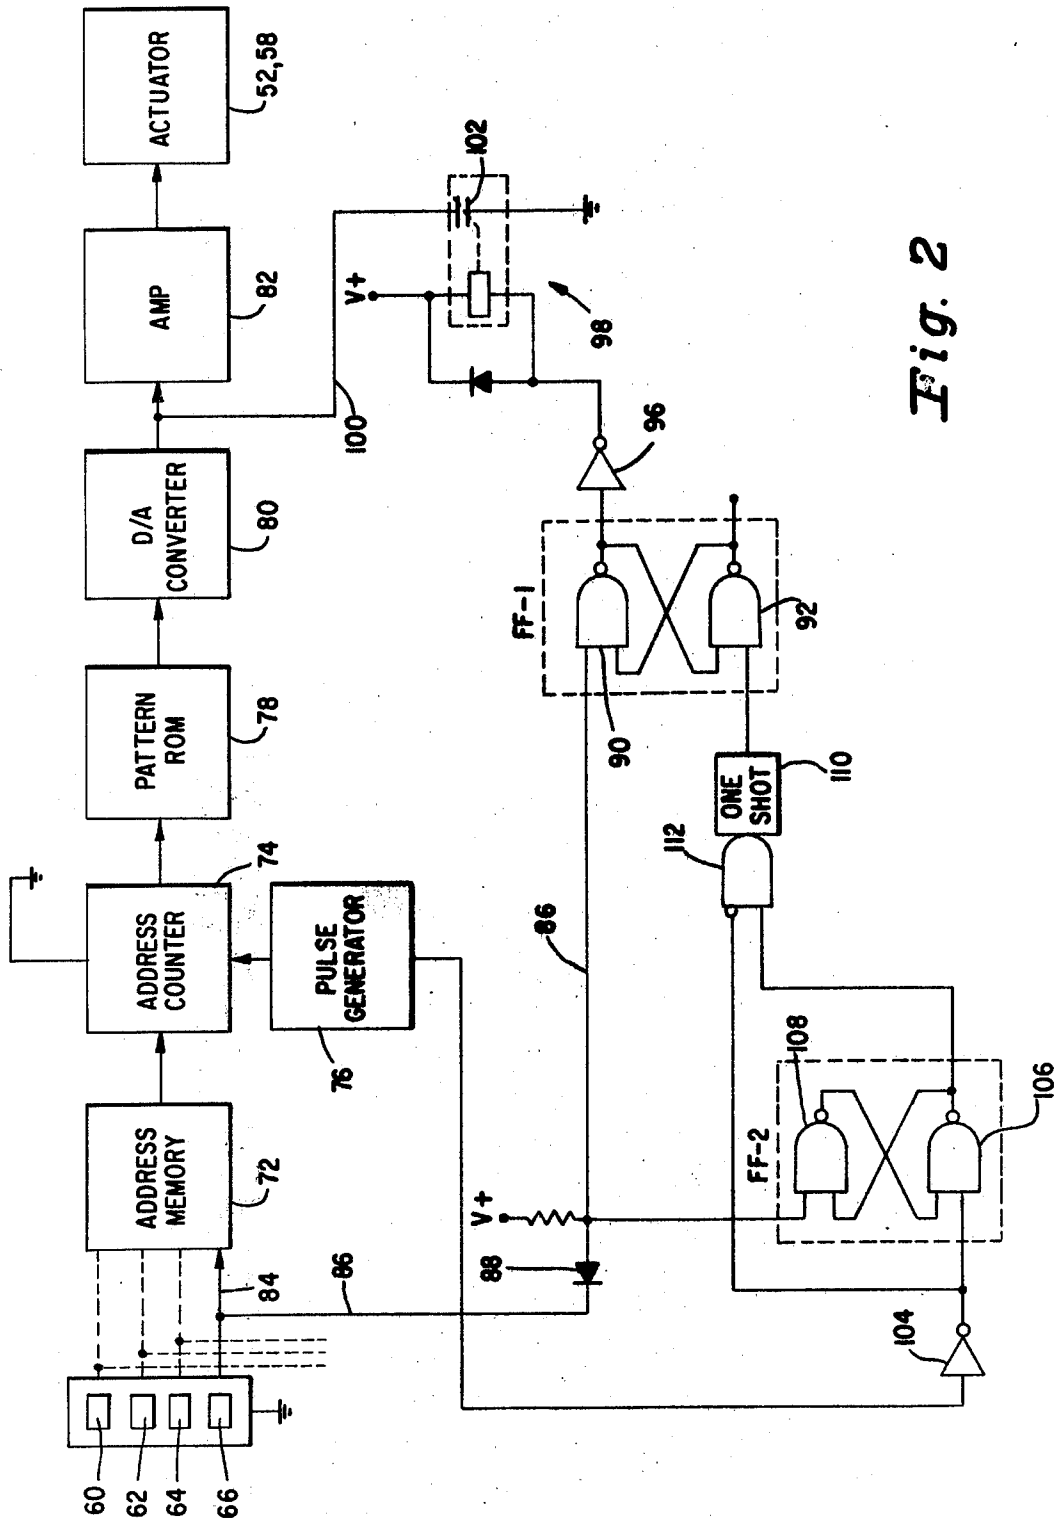 60
62
64
66
ADDRESS
MEMORY
72
84
86
ADDRESS
COUNTER
74
PULSE
GENERATOR
76
PATTERN
ROM
78
D/A
CONVERTER
80
AMP
82
ACTUATOR
52,58
100
V+
102
98
96
FF-1
90
92
86
V+
88
ONE
SHOT
110
112
FF-2
108
106
104
Fig. 2